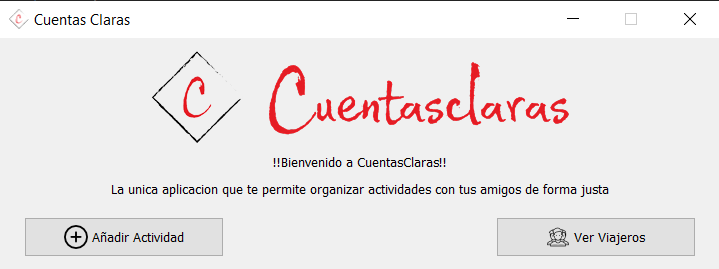 Cuentas Claras
C Cuentasclaras
!!Bienvenido a CuentasClaras!!
La unica aplicacion que te permite organizar actividades con tus amigos de forma justa
Añadir Actividad
Ver Viajeros